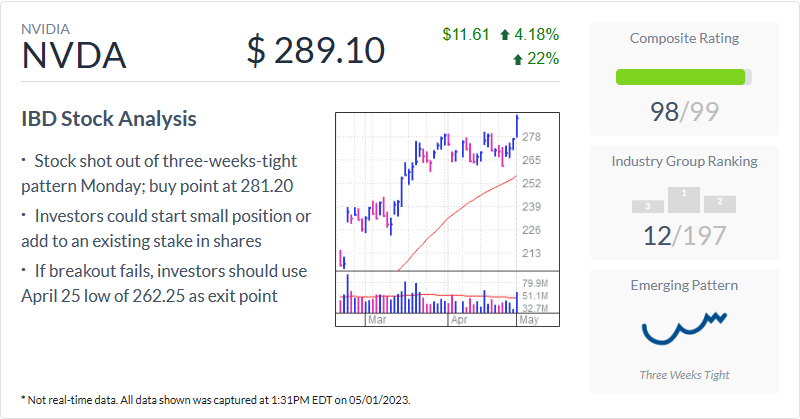 NVIDIA
NVDA
$ 289.10
$11.61 4.18%
22%
IBD Stock Analysis
· Stock shot out of three-weeks-tight
pattern Monday; buy point at 281.20
· Investors could start small position or
add to an existing stake in shares
· If breakout fails, investors should use
April 25 low of 262.25 as exit point
278
265
252
239
226
213
79.9M
51.1M
32.7M
Mar Apr May
Composite Rating
98/99
Industry Group Ranking
3 1 2
12/197
Emerging Pattern
Three Weeks Tight
* Not real-time data. All data shown was captured at 1:31PM EDT on 05/01/2023.